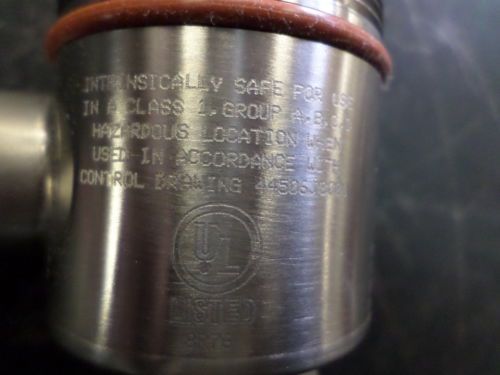 INTRINSICALLY SAFE FOR USE
IN A CLASS 1, GROUP A,B,
HAZARDOUS LOCATION WHEN
USED IN ACCORDANCE WITH
CONTROL DRAWING
UL
LISTED